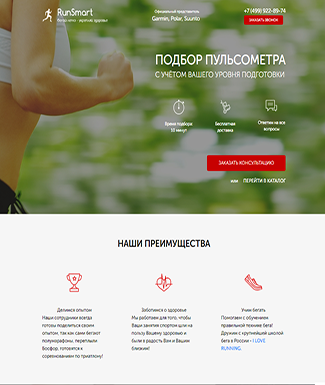 RunSmart
Бегай легко - укрепляй здоровье
Официальный представитель
Garmin, Polar, Suunto
+7 (499) 922-89-74
ЗАКАЗАТЬ ЗВОНОК
ПОДБОР ПУЛЬСОМЕТРА
С УЧЁТОМ ВАШЕГО УРОВНЯ ПОДГОТОВКИ
Время подбора:
10 минут
Бесплатная
доставка
Ответим на все
вопросы
ЗАКАЗАТЬ КОНСУЛЬТАЦИЮ
или ПЕРЕЙТИ В КАТАЛОГ
НАШИ ПРЕИМУЩЕСТВА
Делимся опытом
Наши сотрудники всегда
готовы поделиться своим
опытом, так как сами бегают
полумарафоны, переплыли
Босфор, готовятся к
соревнованиям по триатлону!
Заботимся о здоровье
Мы работаем для того, чтобы
Ваши занятия спортом шли на
пользу Вашему здоровью и
были в радость Вам и Вашим
близким!
Учим бегать
Помогаем с обучением
правильной технике бега!
Дружим с крупнейшей школой
бега в России - I LOVE
RUNNING.